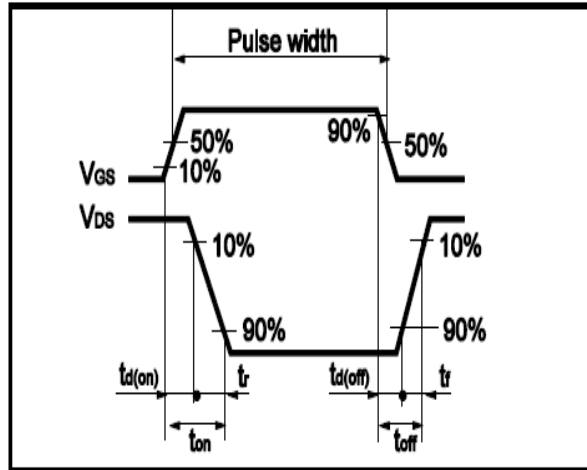 Pulse width
90%
50%
50%
10%
VGS
VDS
10%
10%
90%
90%
td(on)
tr
td(off)
tf
ton
toff